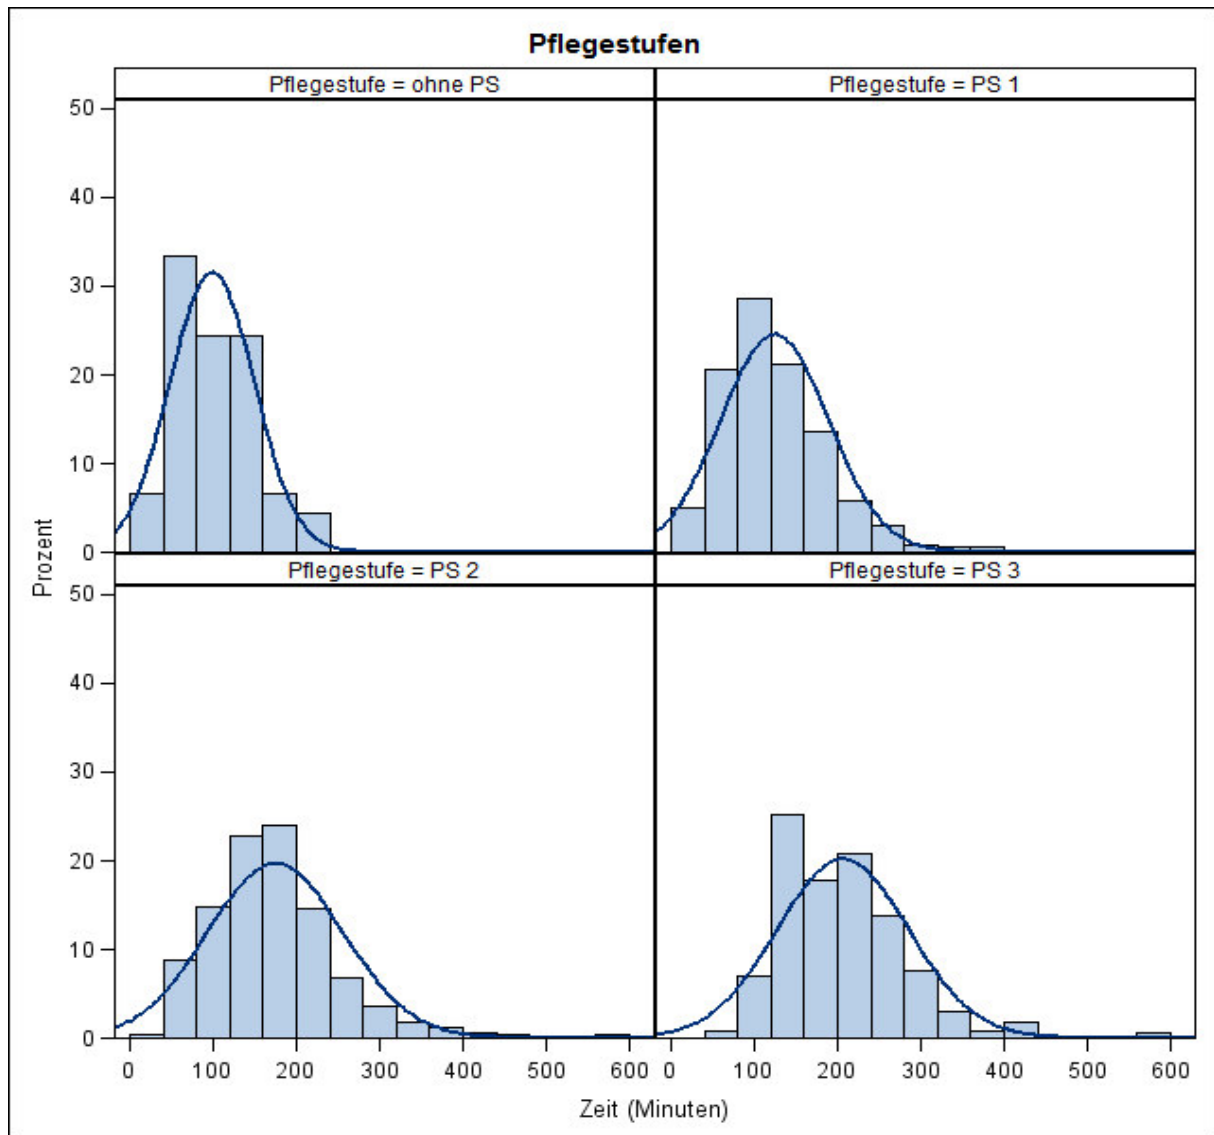 Pflegestufen
Pflegestufe = ohne PS
Pflegestufe = PS 1
50
40
30
20
10
0
Prozent
Pflegestufe = PS 2
Pflegestufe = PS 3
50
40
30
20
10
0
0 100 200 300 400 500 600 0 100 200 300 400 500 600
Zeit (Minuten)